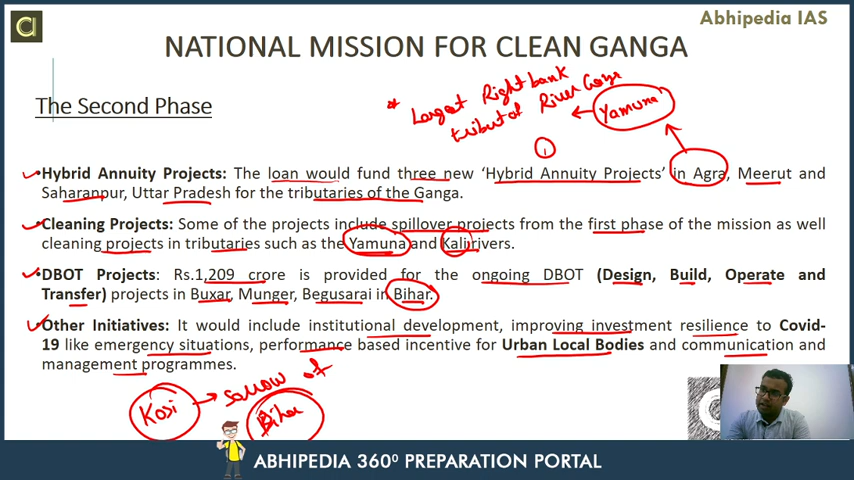 Abhipedia IAS
a
NATIONAL MISSION FOR CLEAN GANGA
* Largest Right bank
tribut of River Ganga
Yamuna
The Second Phase
1
✓•Hybrid Annuity Projects: The loan would fund three new ‘Hybrid Annuity Projects’ in Agra, Meerut and
Saharanpur, Uttar Pradesh for the tributaries of the Ganga.
✓•Cleaning Projects: Some of the projects include spillover projects from the first phase of the mission as well
cleaning projects in tributaries such as the Yamuna and Kali rivers.
✓•DBOT Projects: Rs.1,209 crore is provided for the ongoing DBOT (Design, Build, Operate and
Transfer) projects in Buxar, Munger, Begusarai in Bihar.
✓•Other Initiatives: It would include institutional development, improving investment resilience to Covid-
19 like emergency situations, performance based incentive for Urban Local Bodies and communication and
management programmes.
Kosi → sorrow of
Bihar
ABHIPEDIA 360⁰ PREPARATION PORTAL